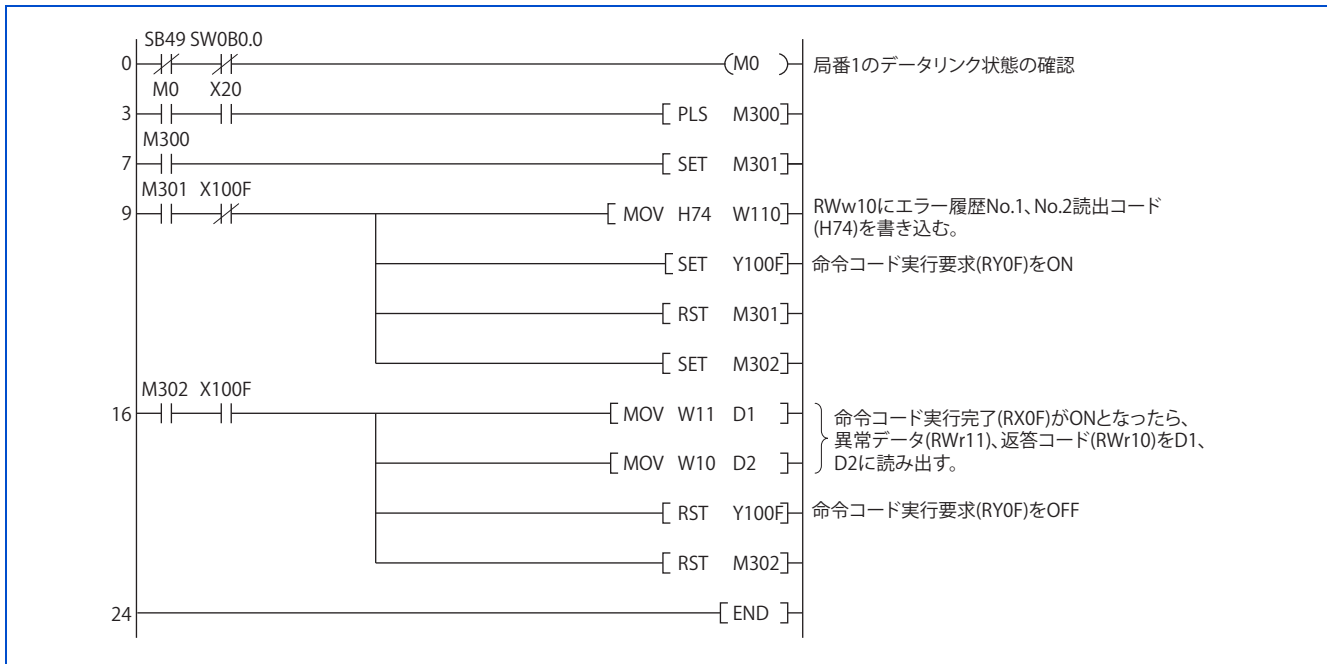 SB49 SW0B0.0
0 (M0 ) 局番1のデータリンク状態の確認
M0 X20
3 [ PLS M300]
M300
7 [ SET M301]
M301 X100F
9 [ MOV H74 W110] RWw10にエラー履歴No.1、No.2読出コード
(H74)を書き込む。
[ SET Y100F] 命令コード実行要求(RY0F)をON
[ RST M301]
[ SET M302]
M302 X100F
16 [ MOV W11 D1 ] 命令コード実行完了(RX0F)がONとなったら、
異常データ(RWr11)、返答コード(RWr10)をD1、
[ MOV W10 D2 ] D2に読み出す。
[ RST Y100F] 命令コード実行要求(RY0F)をOFF
[ RST M302]
24 [ END ]